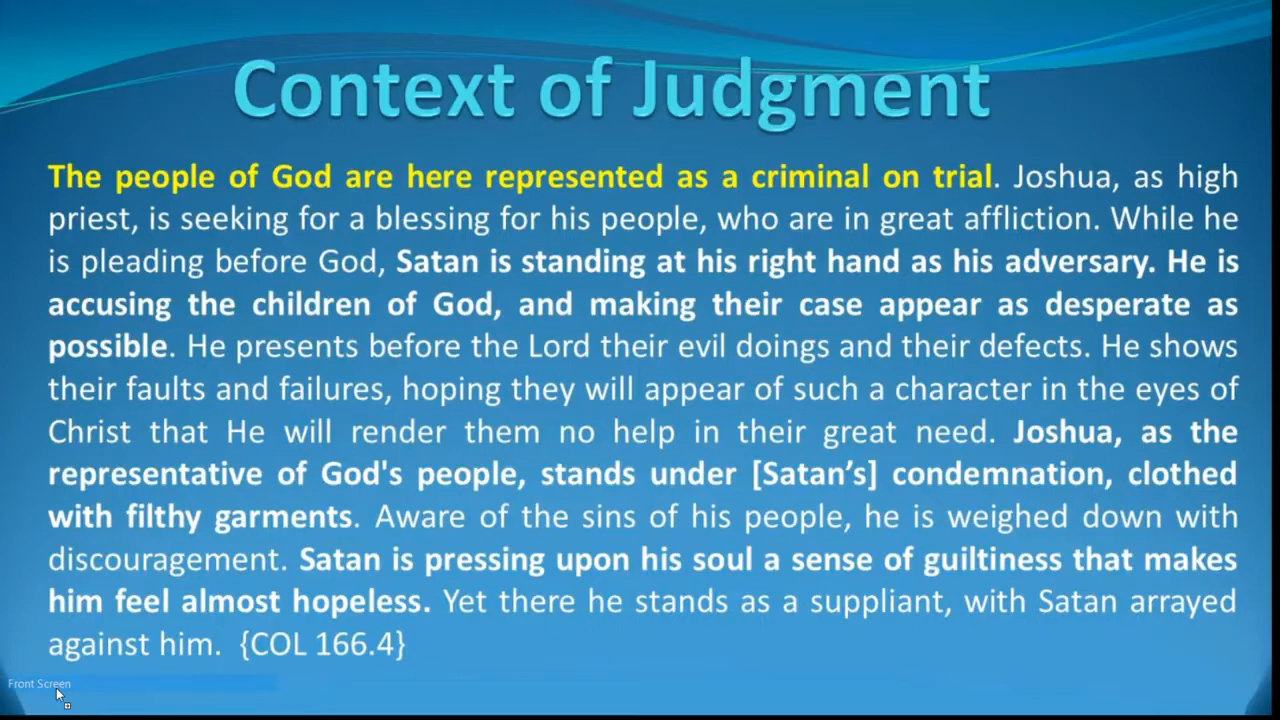 Context of Judgment
The people of God are here represented as a criminal on trial. Joshua, as high
priest, is seeking for a blessing for his people, who are in great affliction. While he
is pleading before God, Satan is standing at his right hand as his adversary. He is
accusing the children of God, and making their case appear as desperate as
possible. He presents before the Lord their evil doings and their defects. He shows
their faults and failures, hoping they will appear of such a character in the eyes of
Christ that He will render them no help in their great need. Joshua, as the
representative of God's people, stands under [Satan’s] condemnation, clothed
with filthy garments. Aware of the sins of his people, he is weighed down with
discouragement. Satan is pressing upon his soul a sense of guiltiness that makes
him feel almost hopeless. Yet there he stands as a suppliant, with Satan arrayed
against him. {COL 166.4}
Front Screen